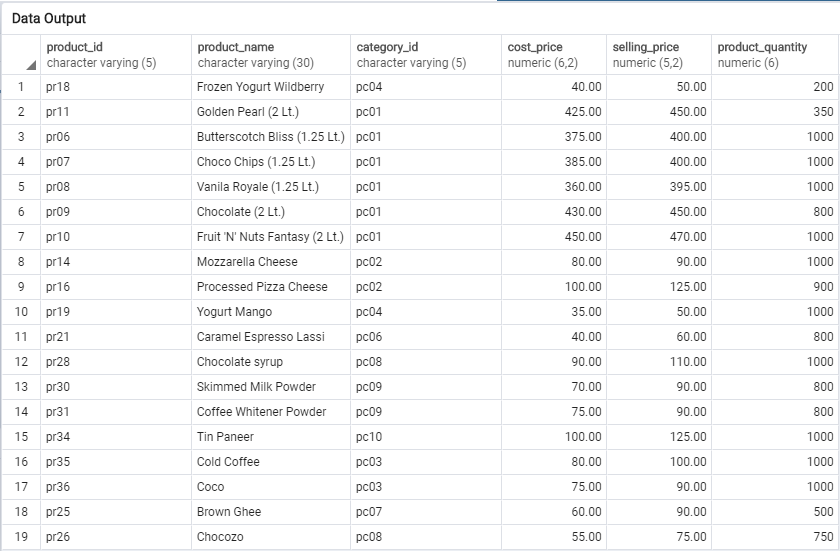 Data Output
product_id product_name category_id cost_price selling_price product_quantity
character varying (5) character varying (30) character varying (5) numeric (6,2) numeric (5,2) numeric (6)
1 pr18 Frozen Yogurt Wildberry pc04 40.00 50.00 200
2 pr11 Golden Pearl (2 Lt.) pc01 425.00 450.00 350
3 pr06 Butterscotch Bliss (1.25 Lt.) pc01 375.00 400.00 1000
4 pr07 Choco Chips (1.25 Lt.) pc01 385.00 400.00 1000
5 pr08 Vanila Royale (1.25 Lt.) pc01 360.00 395.00 1000
6 pr09 Chocolate (2 Lt.) pc01 430.00 450.00 800
7 pr10 Fruit 'N' Nuts Fantasy (2 Lt.) pc01 450.00 470.00 1000
8 pr14 Mozzarella Cheese pc02 80.00 90.00 1000
9 pr16 Processed Pizza Cheese pc02 100.00 125.00 900
10 pr19 Yogurt Mango pc04 35.00 50.00 1000
11 pr21 Caramel Espresso Lassi pc06 40.00 60.00 800
12 pr28 Chocolate syrup pc08 90.00 110.00 1000
13 pr30 Skimmed Milk Powder pc09 70.00 90.00 800
14 pr31 Coffee Whitener Powder pc09 75.00 90.00 800
15 pr34 Tin Paneer pc10 100.00 125.00 1000
16 pr35 Cold Coffee pc03 80.00 100.00 1000
17 pr36 Coco pc03 75.00 90.00 1000
18 pr25 Brown Ghee pc07 60.00 90.00 500
19 pr26 Chocozo pc08 55.00 75.00 750